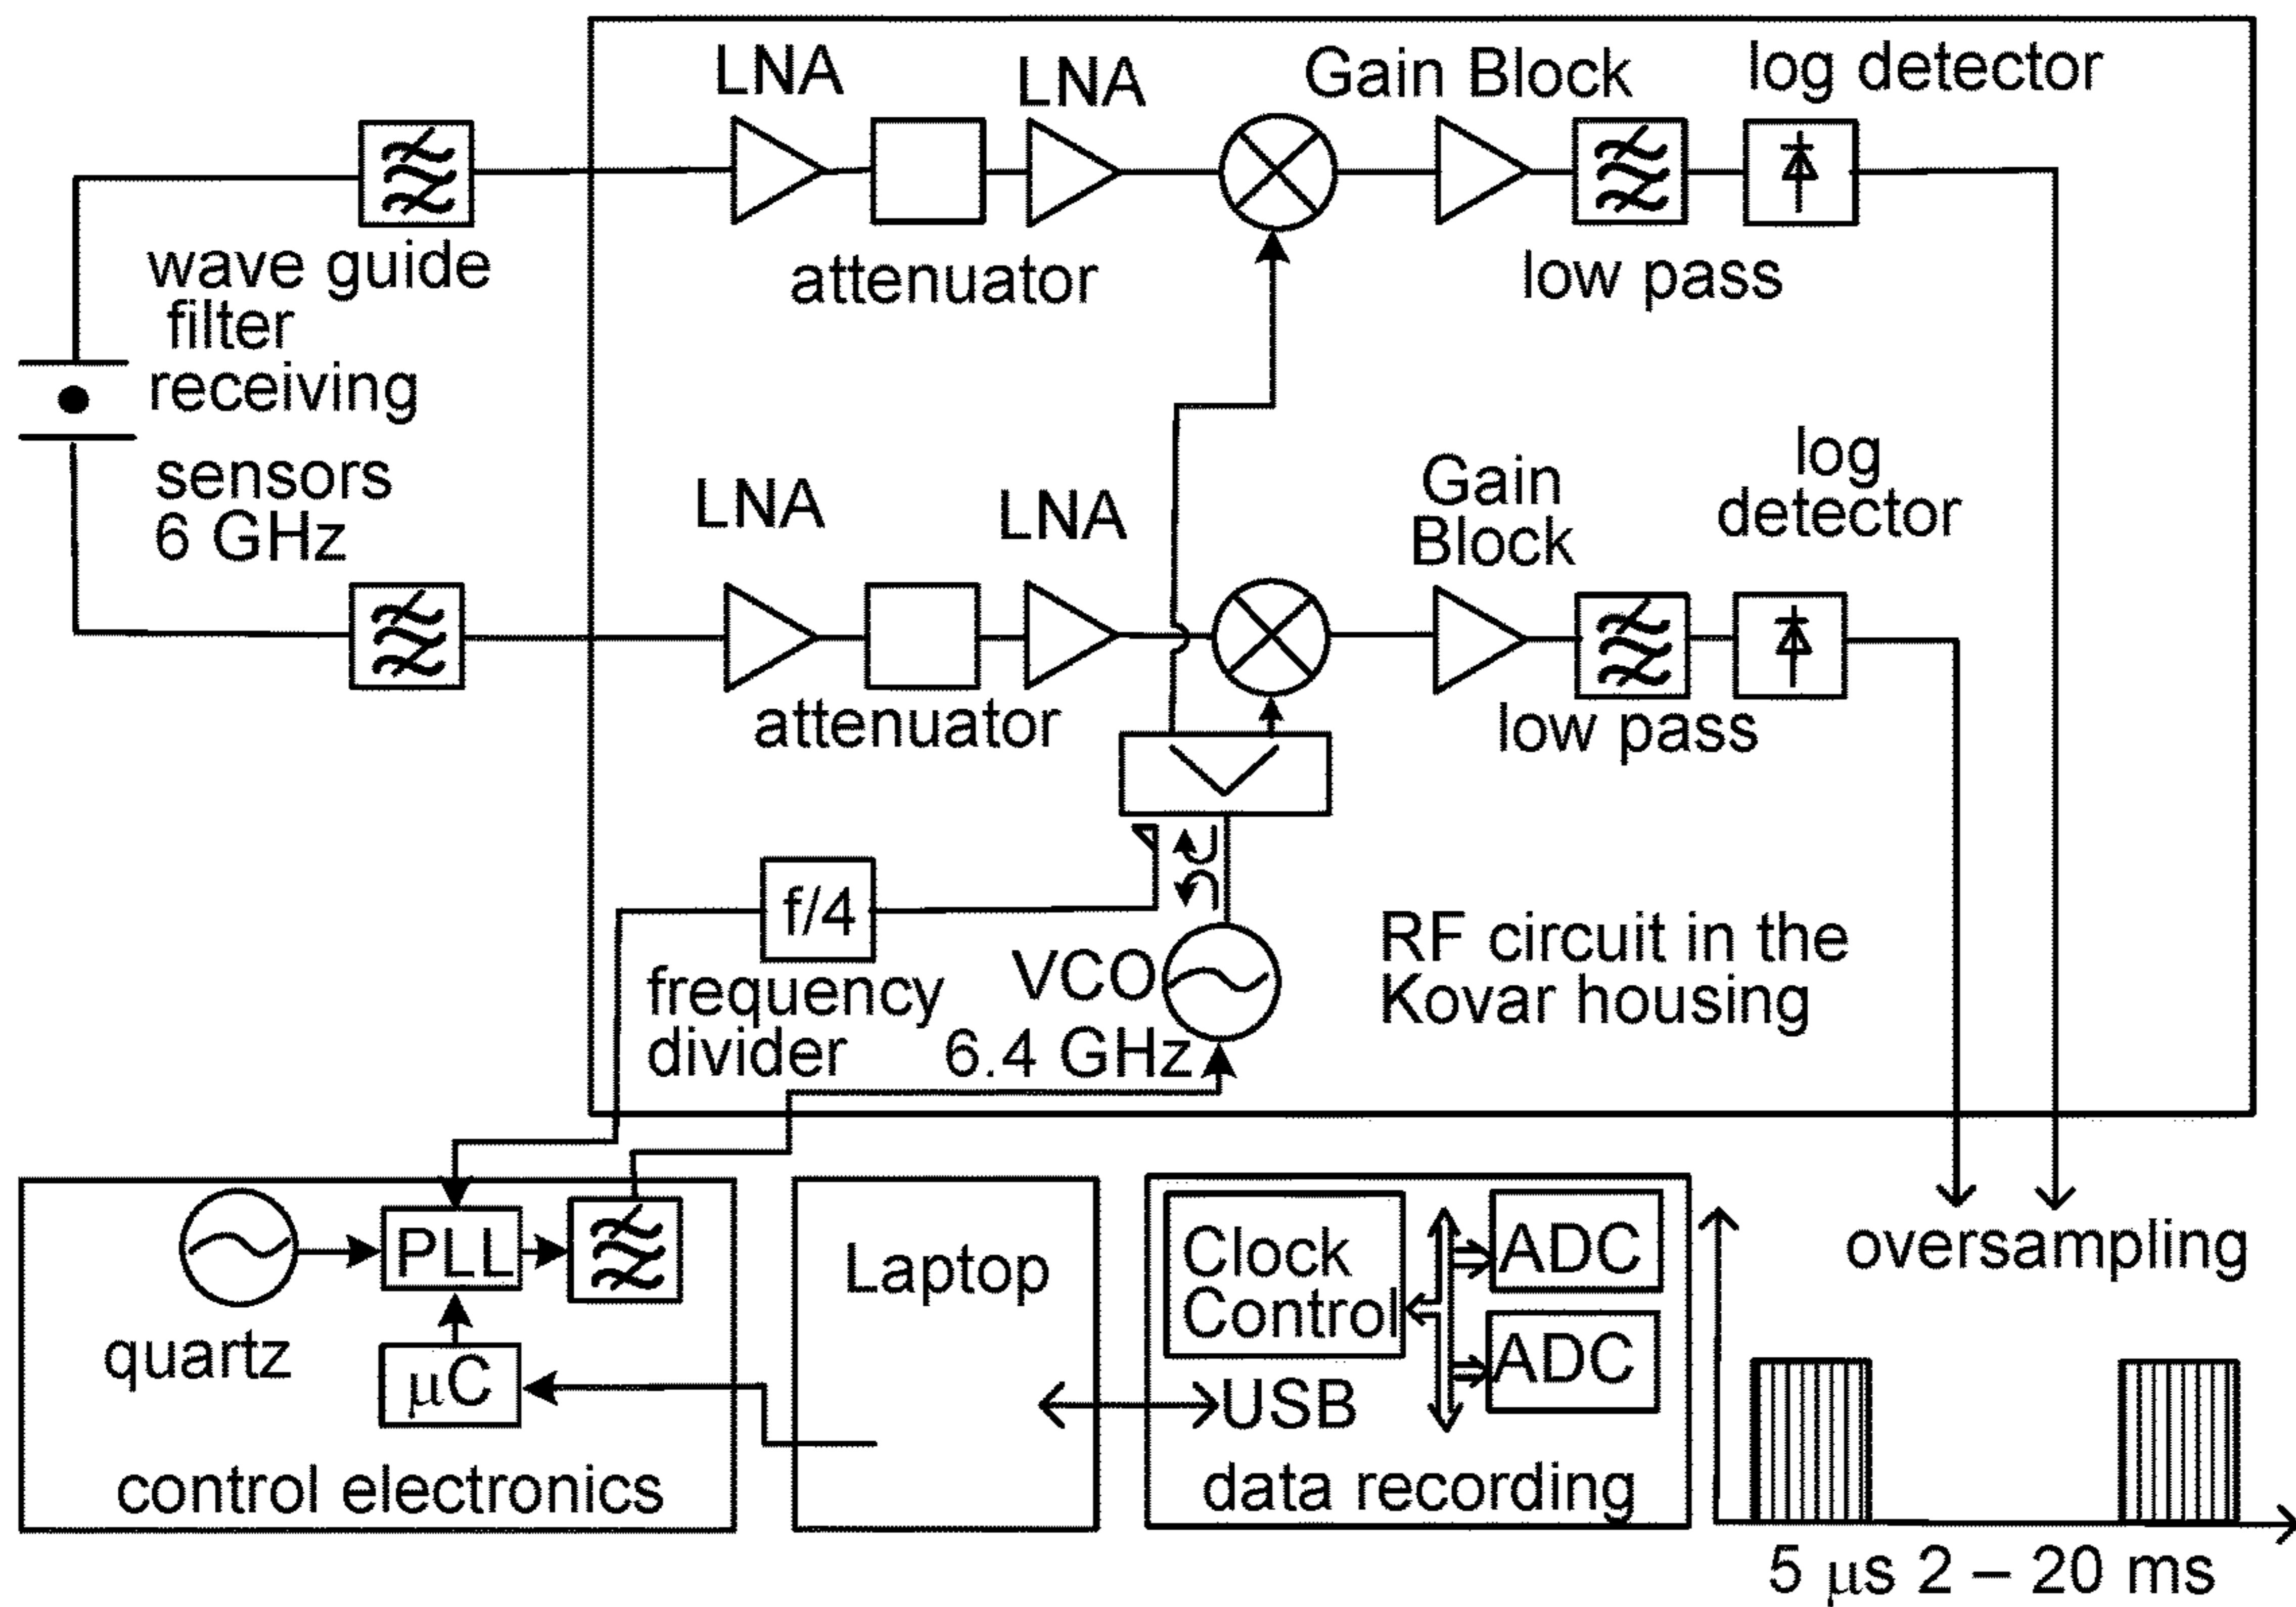 LNA
LNA
Gain Block
log detector
wave guide
filter
receiving
attenuator
low pass
sensors
6 GHz
LNA
LNA
Gain
Block
log
detector
attenuator
low pass
f/4
frequency
divider
VCO
6.4 GHz
RF circuit in the
Kovar housing
quartz
PLL
μC
control electronics
Laptop
Clock
Control
ADC
ADC
USB
data recording
oversampling
5 μs 2 – 20 ms